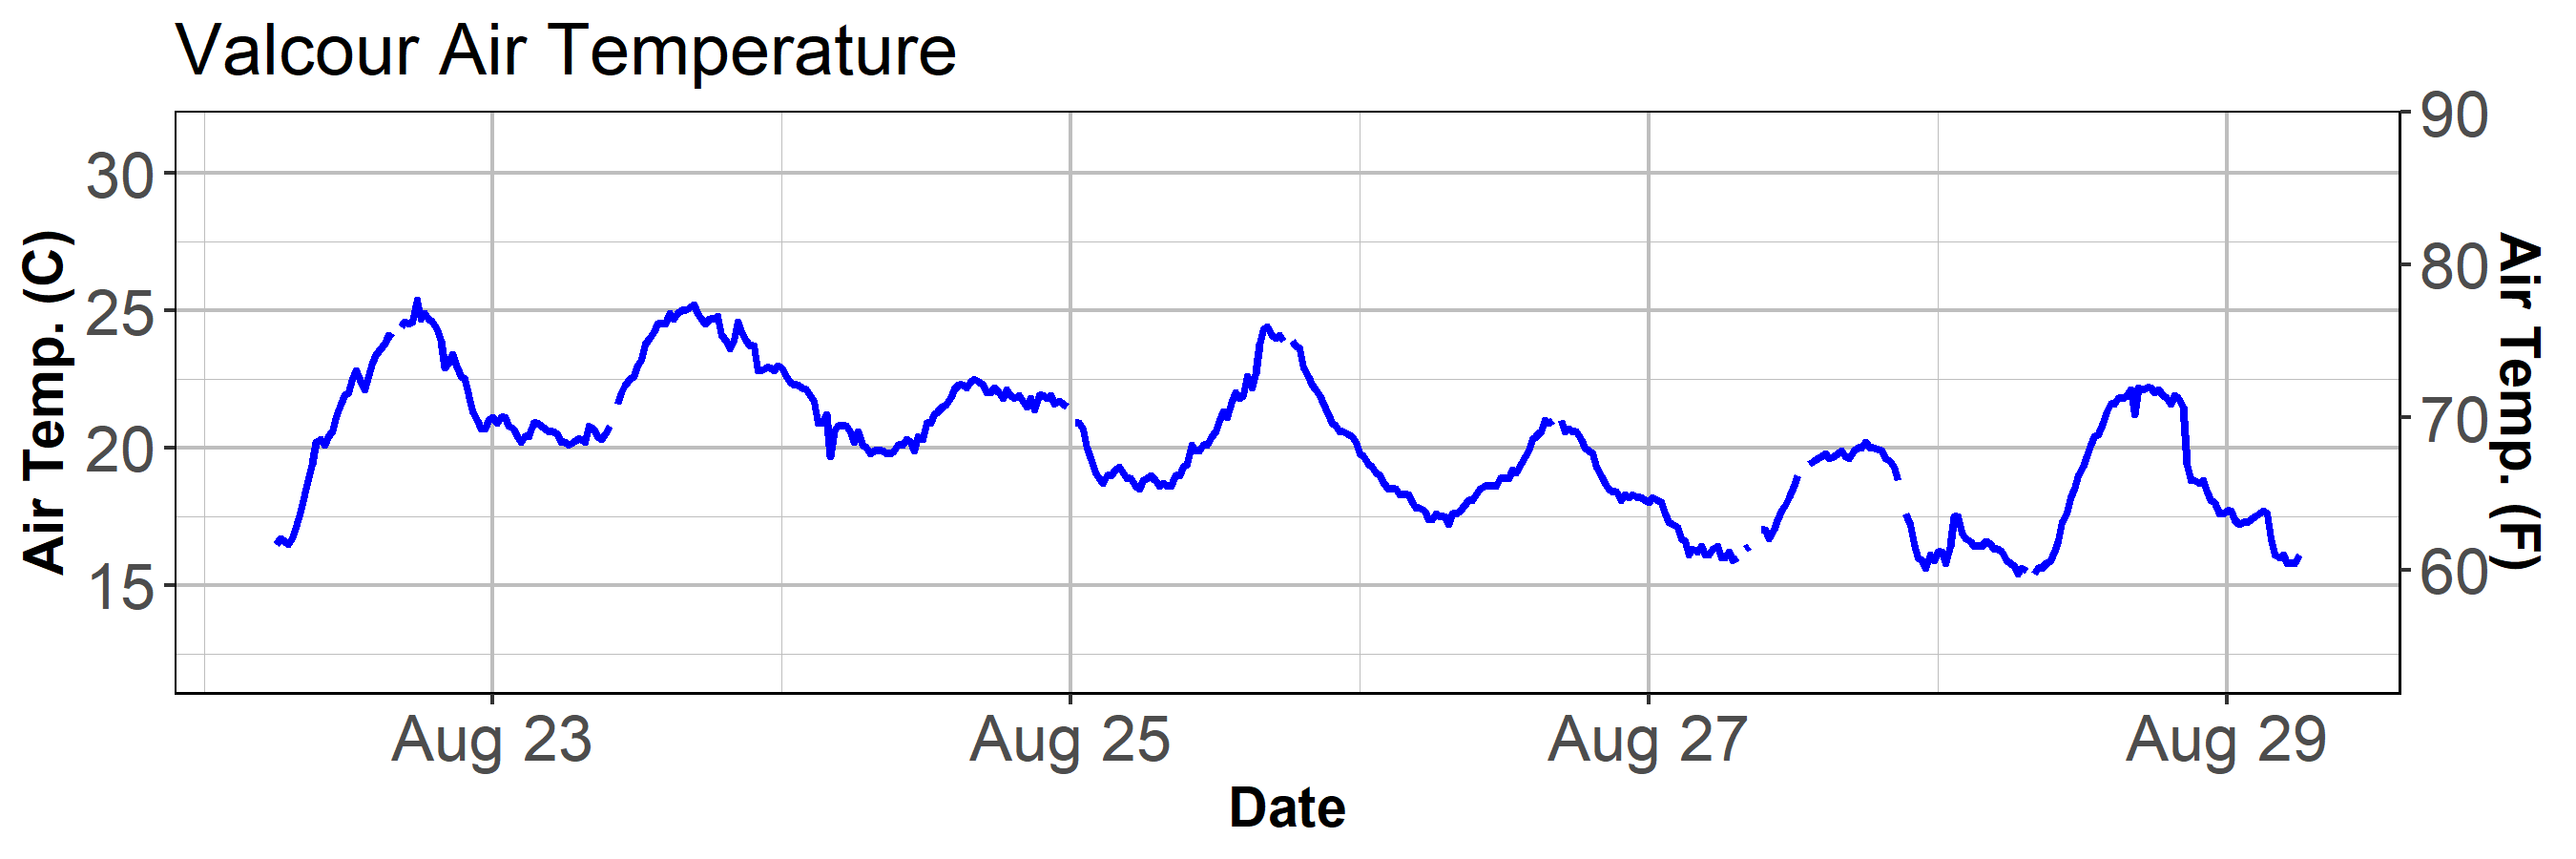 Valcour Air Temperature
Air Temp. (C)
30
25
20
15
90
80
70
60
Air Temp. (F)
Aug 23
Aug 25
Aug 27
Aug 29
Date